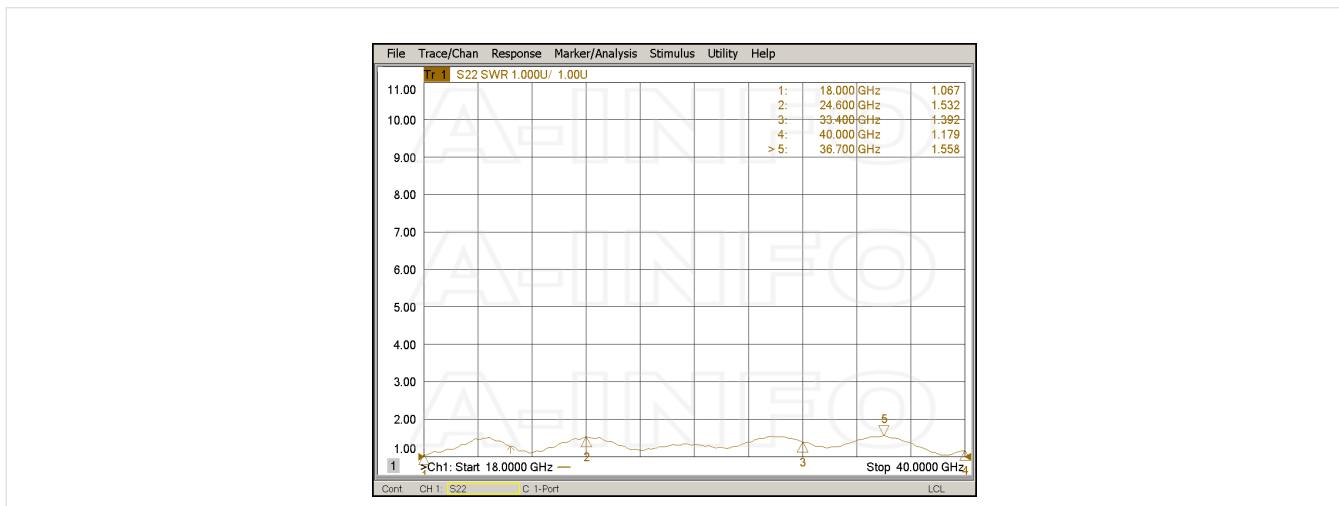 File Trace/Chan Response Marker/Analysis Stimulus Utility Help
Tr 1 S22 SWR 1.000U/ 1.00U
11.00
10.00
9.00
8.00
7.00
6.00
5.00
4.00
3.00
2.00
1.00
1: 18.000 GHz 1.067
2: 24.600 GHz 1.532
3: 33.400 GHz 1.392
4: 40.000 GHz 1.179
> 5: 36.700 GHz 1.558
A-INFO
A-INFO
A-INFO
5
1
2
3
4
1 >Ch1: Start 18.0000 GHz — Stop 40.0000 GHz
Cont. CH 1: S22 C 1-Port LCL